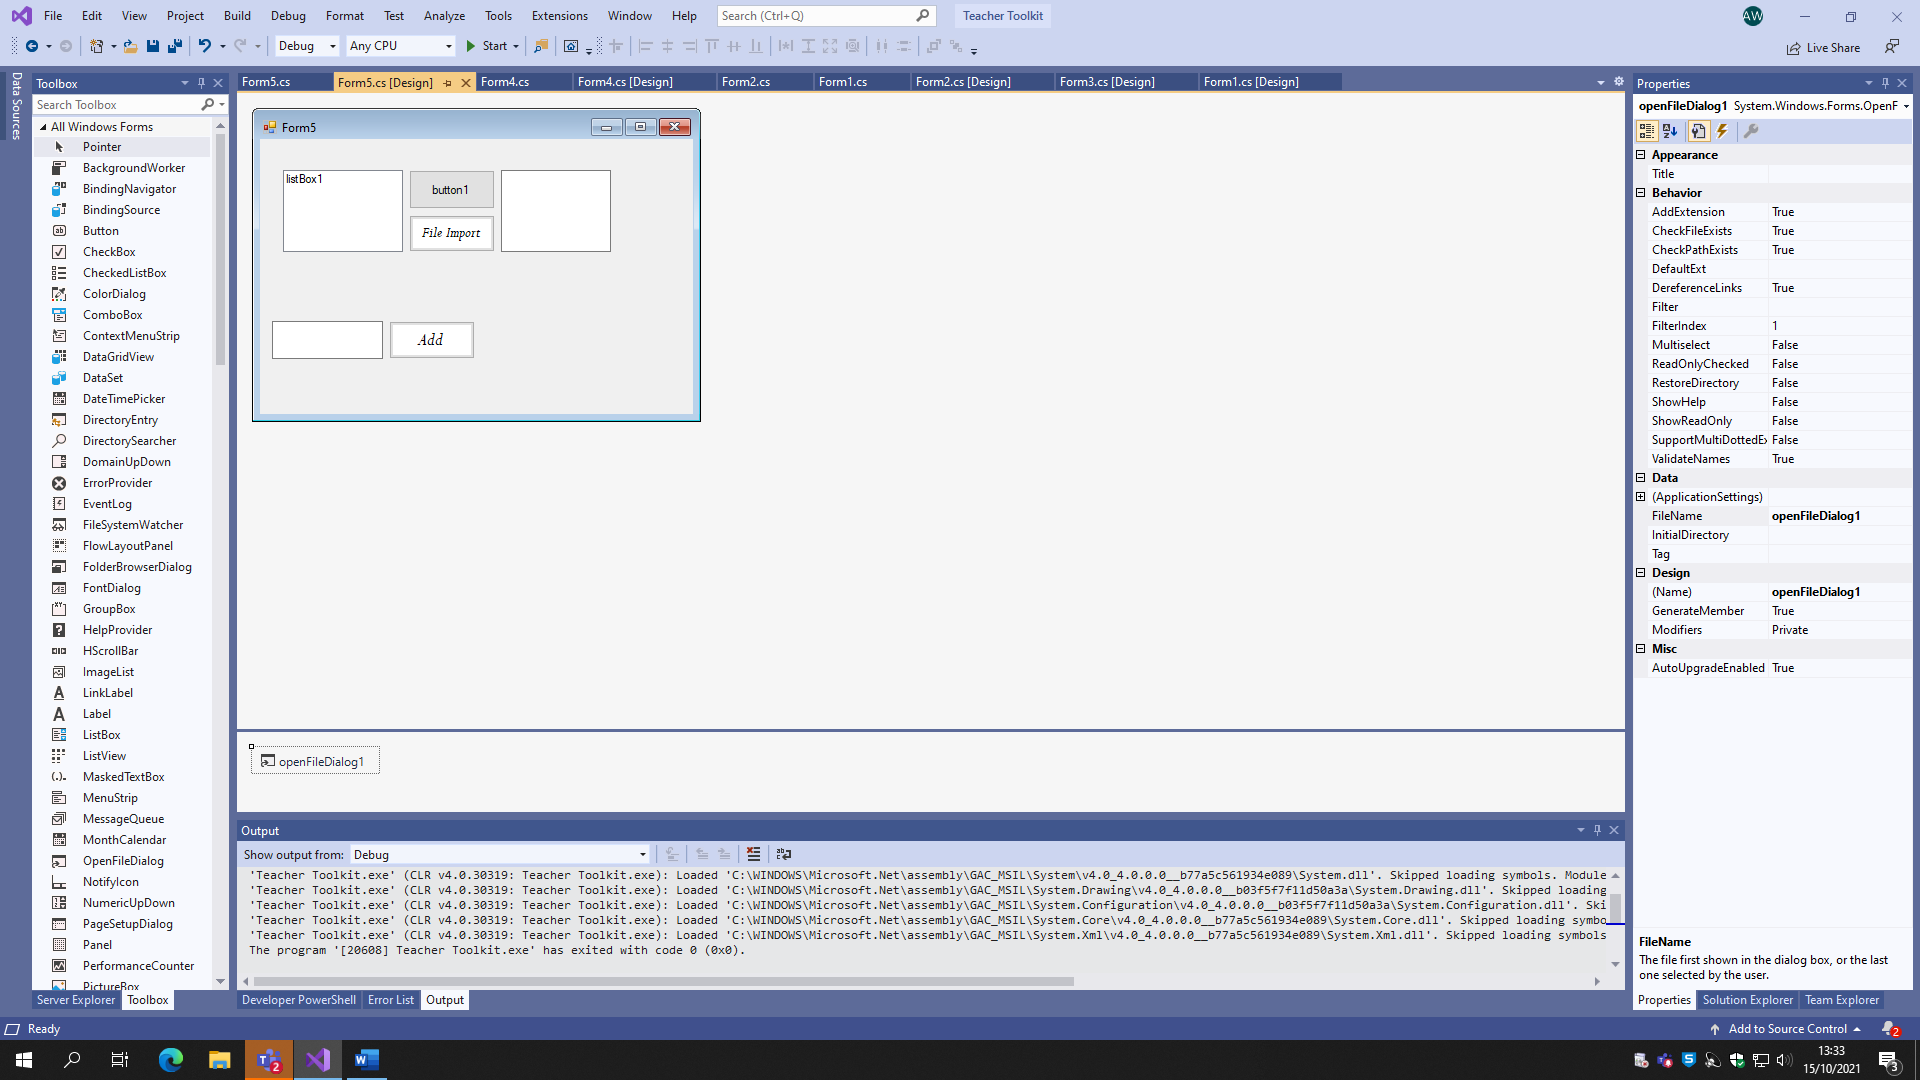 File Edit View Project Build Debug Format Test Analyze Tools Extensions Window Help Search (Ctrl+Q) Teacher Toolkit AW
Debug Any CPU Start Live Share
Data Sources
Toolbox
Search Toolbox
All Windows Forms
Pointer
BackgroundWorker
BindingNavigator
BindingSource
Button
CheckBox
CheckedListBox
ColorDialog
ComboBox
ContextMenuStrip
DataGridView
DataSet
DateTimePicker
DirectoryEntry
DirectorySearcher
DomainUpDown
ErrorProvider
EventLog
FileSystemWatcher
FlowLayoutPanel
FolderBrowserDialog
FontDialog
GroupBox
HelpProvider
HScrollBar
ImageList
LinkLabel
Label
ListBox
ListView
MaskedTextBox
MenuStrip
MessageQueue
MonthCalendar
OpenFileDialog
NotifyIcon
NumericUpDown
PageSetupDialog
Panel
PerformanceCounter
PictureBox
Server Explorer Toolbox
Form5.cs Form5.cs [Design] Form4.cs Form4.cs [Design] Form2.cs Form1.cs Form2.cs [Design] Form3.cs [Design] Form1.cs [Design]
Form5
listBox1
button1
File Import
Add
openFileDialog1
Output
Show output from: Debug
'Teacher Toolkit.exe' (CLR v4.0.30319: Teacher Toolkit.exe): Loaded 'C:\WINDOWS\Microsoft.Net\assembly\GAC_MSIL\System\v4.0_4.0.0.0__b77a5c561934e089\System.dll'. Skipped loading symbols. Module
'Teacher Toolkit.exe' (CLR v4.0.30319: Teacher Toolkit.exe): Loaded 'C:\WINDOWS\Microsoft.Net\assembly\GAC_MSIL\System.Drawing\v4.0_4.0.0.0__b03f5f7f11d50a3a\System.Drawing.dll'. Skipped loading
'Teacher Toolkit.exe' (CLR v4.0.30319: Teacher Toolkit.exe): Loaded 'C:\WINDOWS\Microsoft.Net\assembly\GAC_MSIL\System.Configuration\v4.0_4.0.0.0__b03f5f7f11d50a3a\System.Configuration.dll'. Ski
'Teacher Toolkit.exe' (CLR v4.0.30319: Teacher Toolkit.exe): Loaded 'C:\WINDOWS\Microsoft.Net\assembly\GAC_MSIL\System.Core\v4.0_4.0.0.0__b77a5c561934e089\System.Core.dll'. Skipped loading symbo
'Teacher Toolkit.exe' (CLR v4.0.30319: Teacher Toolkit.exe): Loaded 'C:\WINDOWS\Microsoft.Net\assembly\GAC_MSIL\System.Xml\v4.0_4.0.0.0__b77a5c561934e089\System.Xml.dll'. Skipped loading symbols
The program '[20608] Teacher Toolkit.exe' has exited with code 0 (0x0).
Developer PowerShell Error List Output
Properties
openFileDialog1 System.Windows.Forms.OpenF
Appearance
Title
Behavior
AddExtension True
CheckFileExists True
CheckPathExists True
DefaultExt
DereferenceLinks True
Filter
FilterIndex 1
Multiselect False
ReadOnlyChecked False
RestoreDirectory False
ShowHelp False
ShowReadOnly False
SupportMultiDottedEx False
ValidateNames True
Data
(ApplicationSettings)
FileName openFileDialog1
InitialDirectory
Tag
Design
(Name) openFileDialog1
GenerateMember True
Modifiers Private
Misc
AutoUpgradeEnabled True
FileName
The file first shown in the dialog box, or the last
one selected by the user.
Properties Solution Explorer Team Explorer
Ready Add to Source Control 2
13:33
15/10/2021
2
3